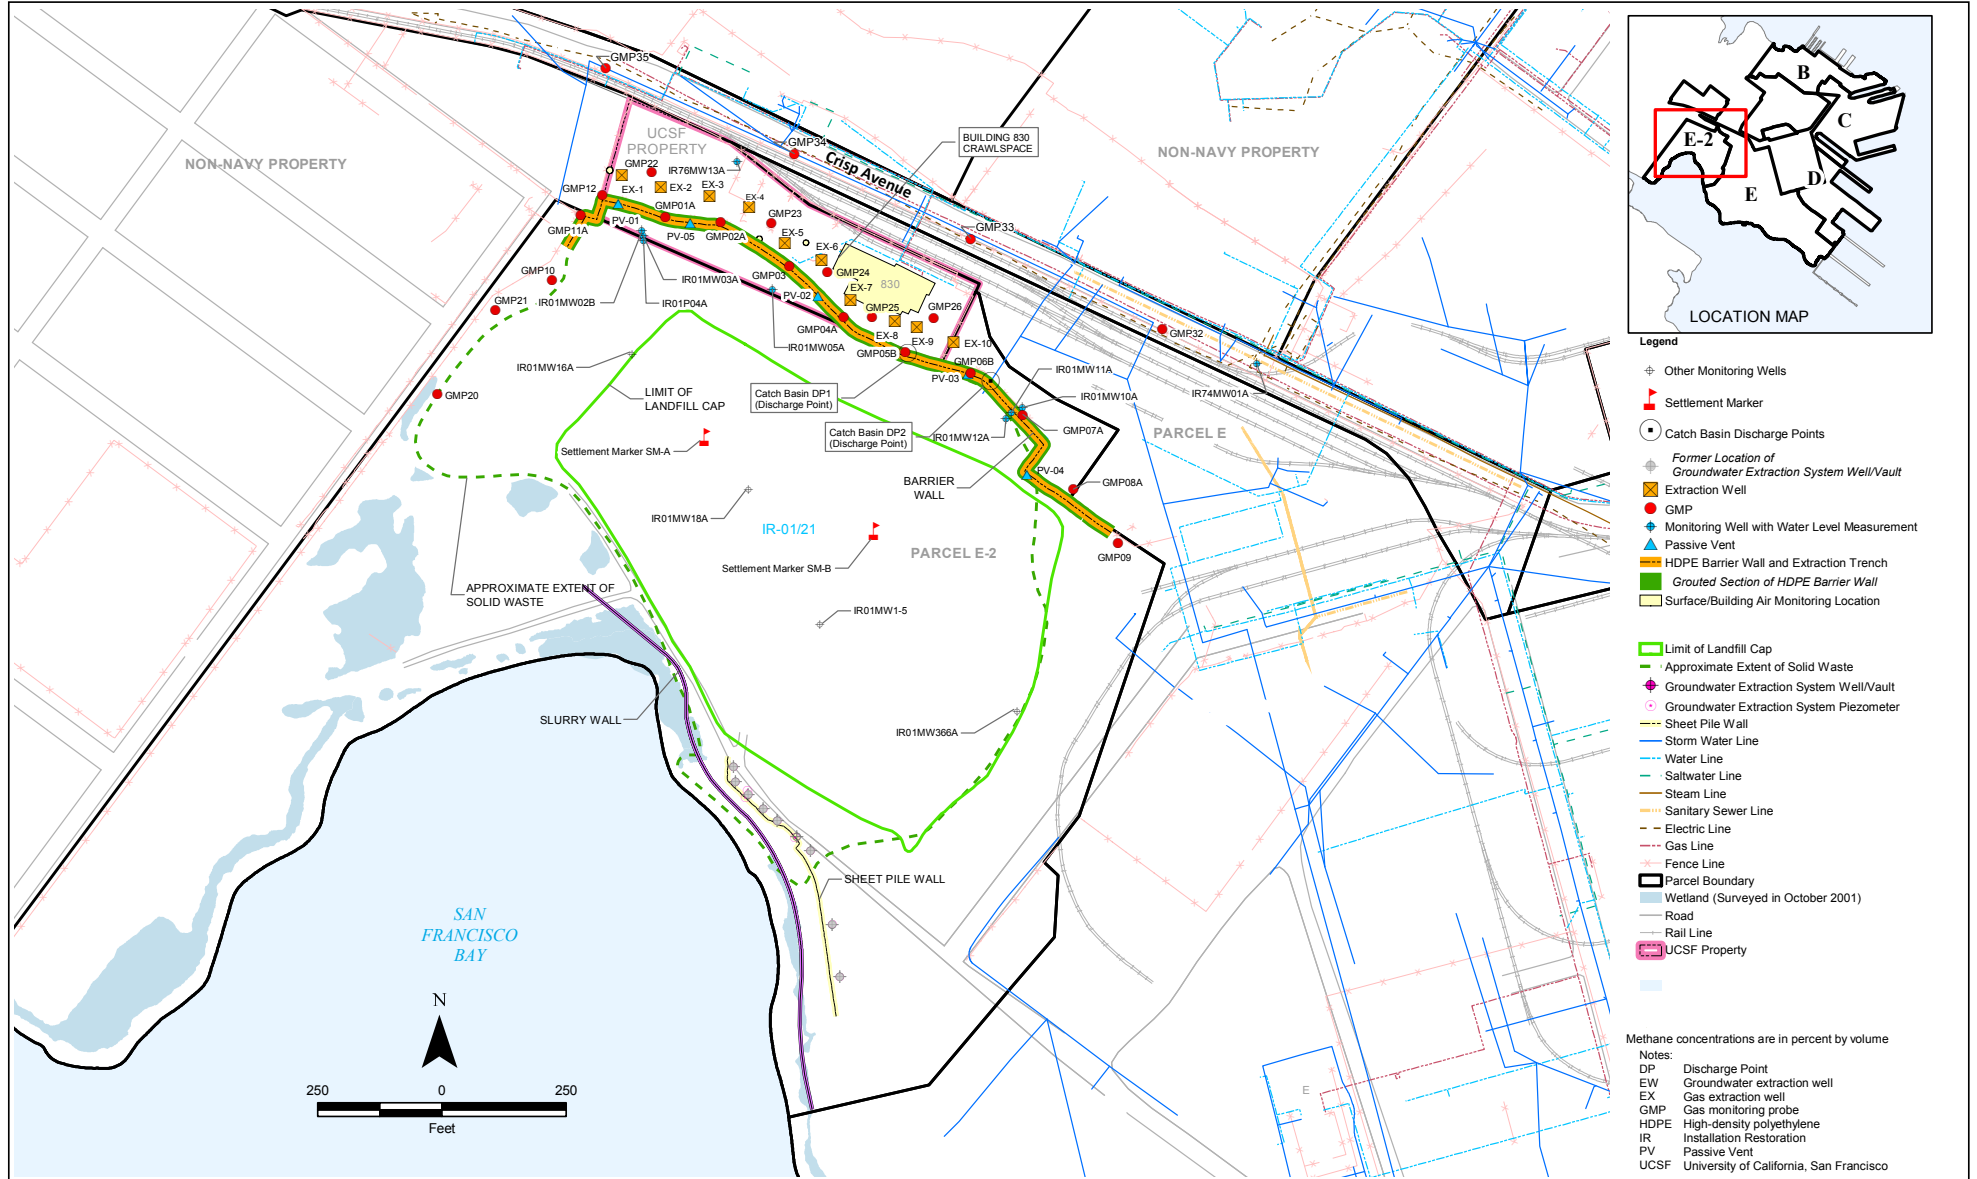 GMP35
UCSF
PROPERTY
NON-NAVY PROPERTY
GMP34
Crisp Avenue
BUILDING 830
CRAWLSPACE
NON-NAVY PROPERTY
GMP22
IR76MW13A
GMP12
EX-1
EX-2
EX-3
EX-4
GMP01A
GMP23
PV-01
GMP11A
PV-05
GMP02A
EX-5
EX-6
GMP33
GMP10
IR01MW03A
GMP03
GMP24
830
GMP21
IR01MW02B
IR01P04A
PV-02
EX-7
GMP25
GMP26
GMP04A
EX-8
EX-9
EX-10
GMP32
IR01MW05A
GMP05B
GMP06B
IR01MW16A
PV-03
IR01MW11A
GMP20
LIMIT OF
LANDFILL CAP
Catch Basin DP1
(Discharge Point)
IR01MW10A
IR74MW01A
Catch Basin DP2
(Discharge Point)
IR01MW12A
GMP07A
PARCEL E
Settlement Marker SM-A
PV-04
BARRIER
WALL
GMP08A
IR01MW18A
IR-01/21
PARCEL E-2
GMP09
Settlement Marker SM-B
APPROXIMATE EXTENT OF
SOLID WASTE
IR01MW1-5
SLURRY WALL
IR01MW366A
SHEET PILE WALL
SAN
FRANCISCO
BAY
N
250
0
250
Feet
E
B
C
E-2
D
E
LOCATION MAP
Legend
Other Monitoring Wells
Settlement Marker
Catch Basin Discharge Points
Former Location of
Groundwater Extraction System Well/Vault
Extraction Well
GMP
Monitoring Well with Water Level Measurement
Passive Vent
HDPE Barrier Wall and Extraction Trench
Grouted Section of HDPE Barrier Wall
Surface/Building Air Monitoring Location
Limit of Landfill Cap
Approximate Extent of Solid Waste
Groundwater Extraction System Well/Vault
Groundwater Extraction System Piezometer
Sheet Pile Wall
Storm Water Line
Water Line
Saltwater Line
Steam Line
Sanitary Sewer Line
Electric Line
Gas Line
Fence Line
Parcel Boundary
Wetland (Surveyed in October 2001)
Road
Rail Line
UCSF Property
Methane concentrations are in percent by volume
Notes:
DP Discharge Point
EW Groundwater extraction well
EX Gas extraction well
GMP Gas monitoring probe
HDPE High-density polyethylene
IR Installation Restoration
PV Passive Vent
UCSF University of California, San Francisco